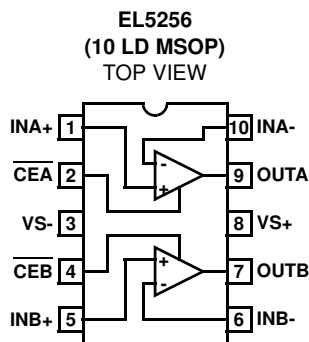 EL5256
(10 LD MSOP)
TOP VIEW
INA+ 1 10 INA-
CEA 2 9 OUTA
VS- 3 8 VS+
CEB 4 7 OUTB
INB+ 5 6 INB-
- +
+ -